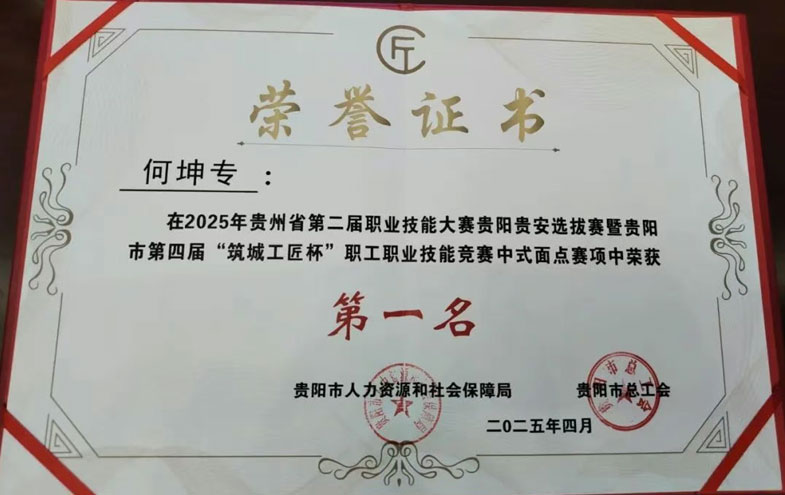 荣誉证书
何坤专：
在2025年贵州省第二届职业技能大赛贵阳贵安选拔赛暨贵阳
市第四届“筑城工匠杯”职工职业技能竞赛中式面点赛项中荣获
第一名
贵阳市人力资源和社会保障局 贵阳市总工会
二〇二五年四月